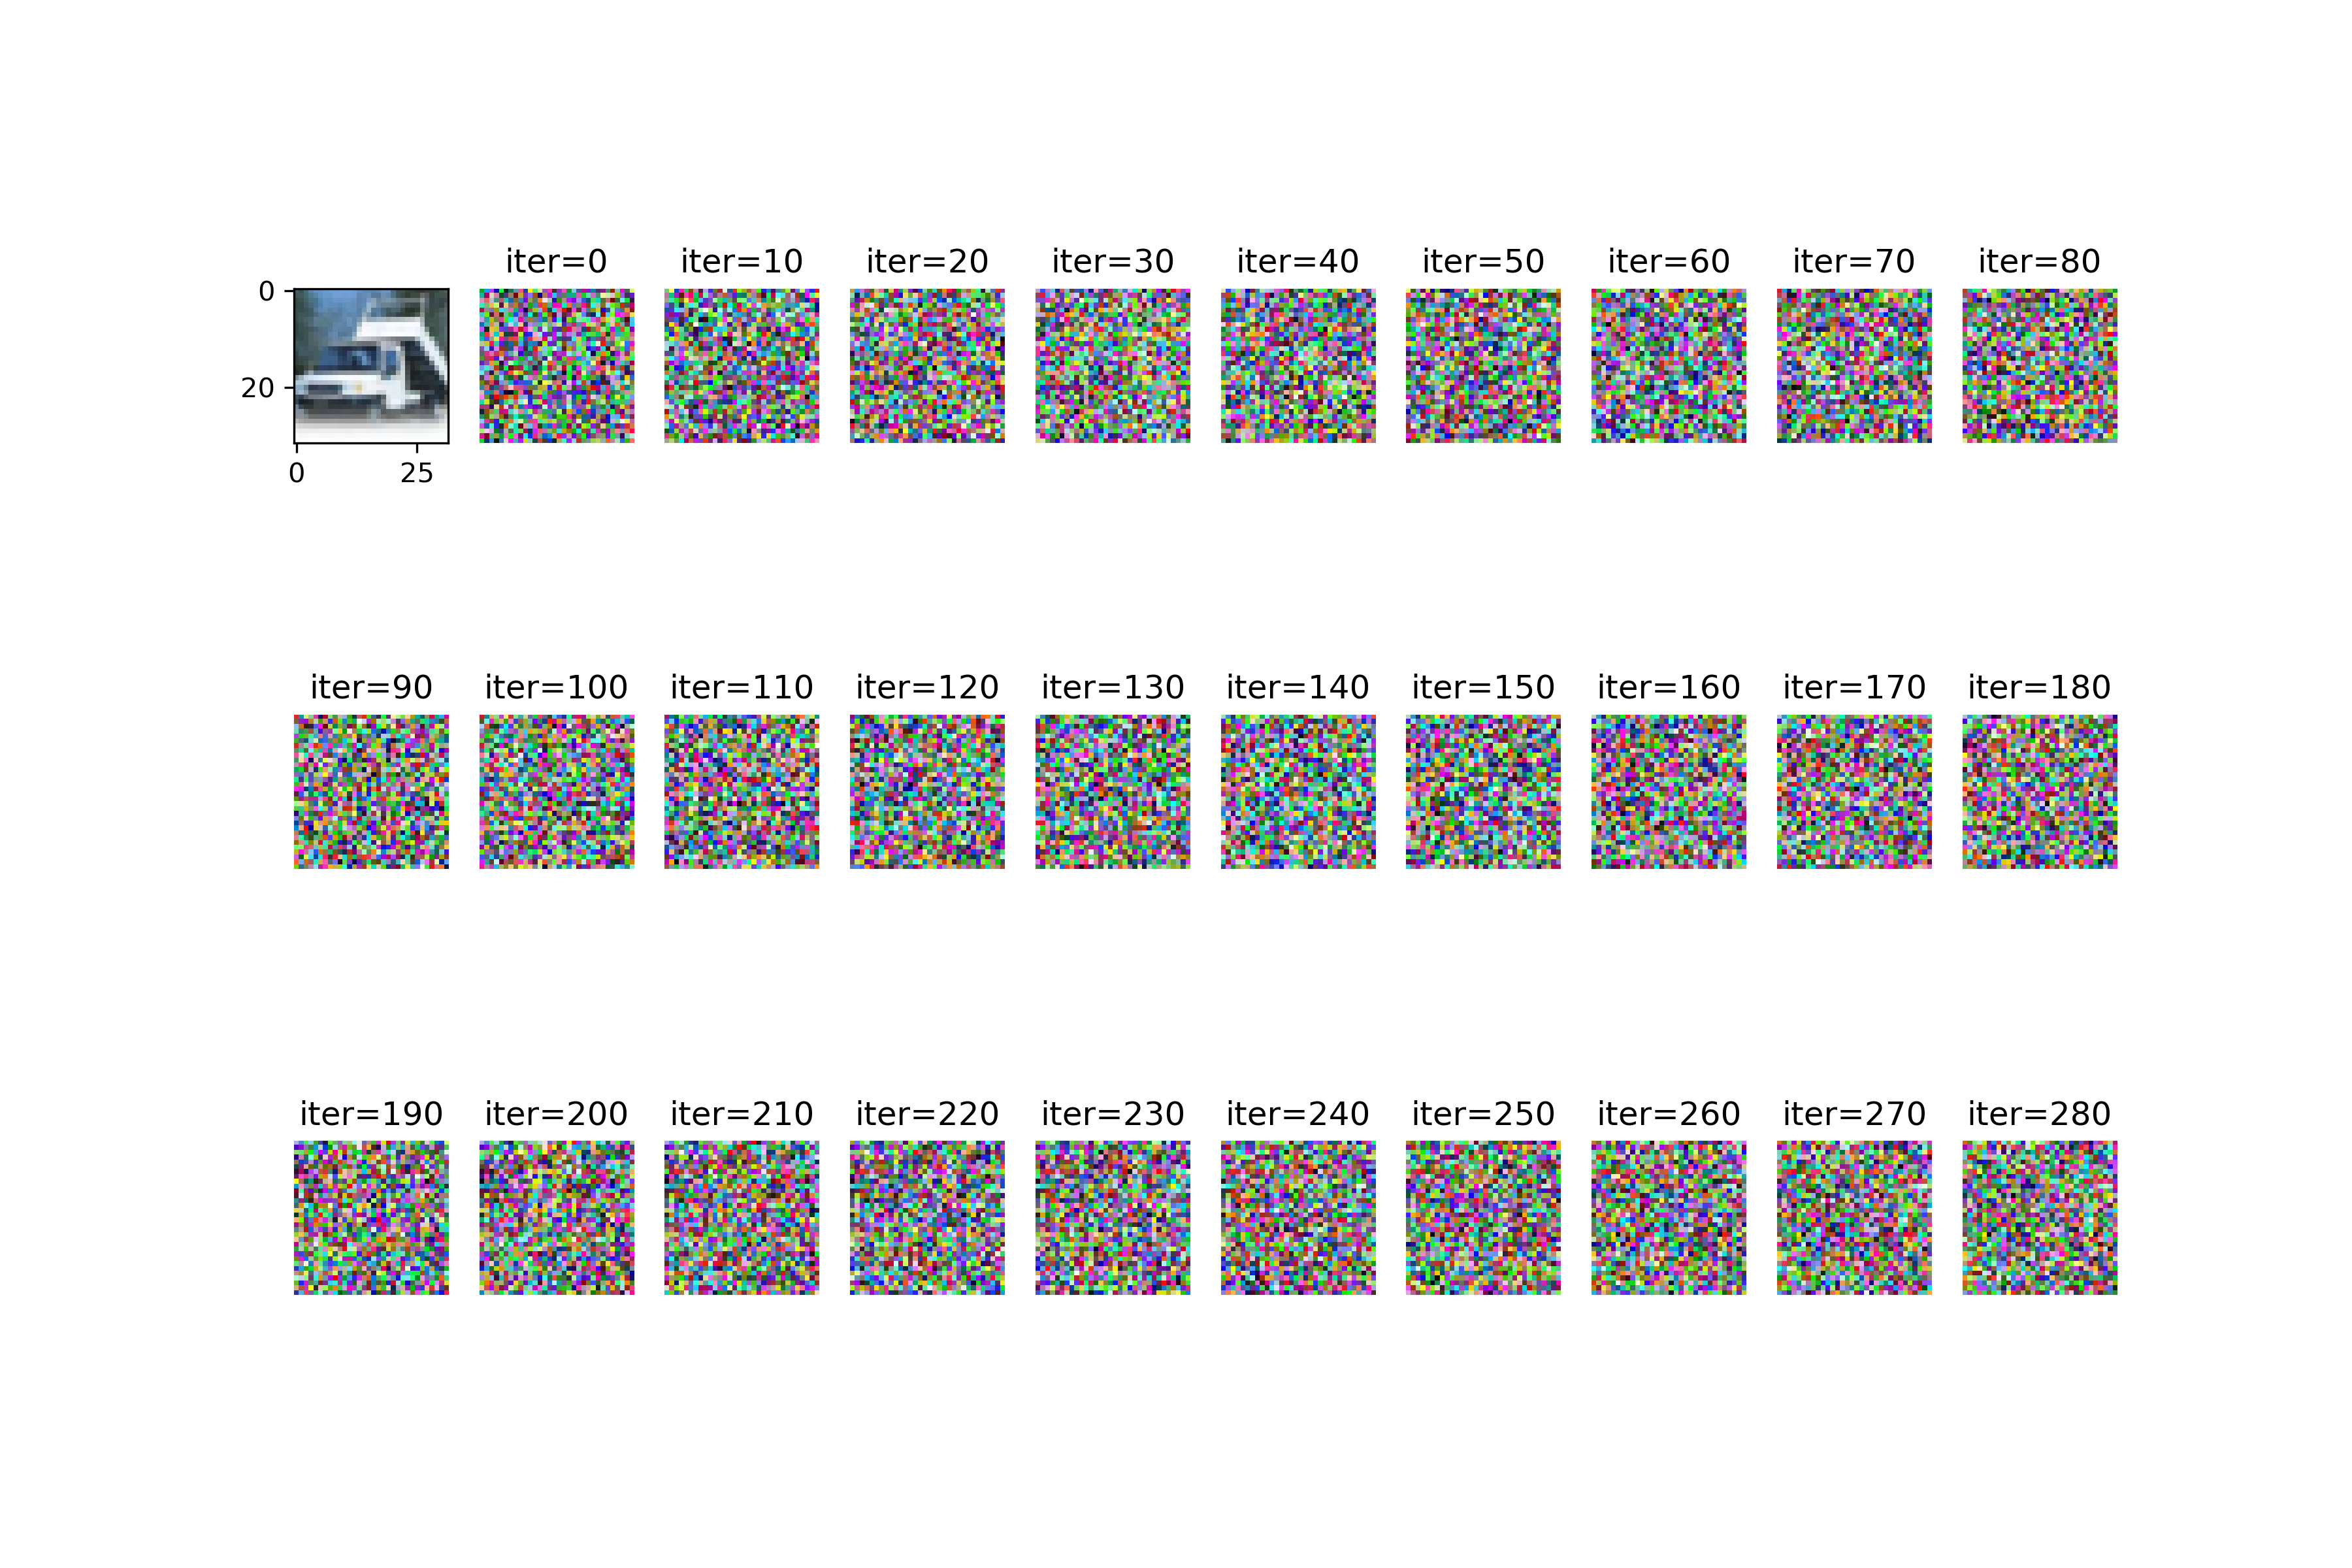 iter=0 iter=10 iter=20 iter=30 iter=40 iter=50 iter=60 iter=70 iter=80
0
20
0 25
iter=90 iter=100 iter=110 iter=120 iter=130 iter=140 iter=150 iter=160 iter=170 iter=180
iter=190 iter=200 iter=210 iter=220 iter=230 iter=240 iter=250 iter=260 iter=270 iter=280